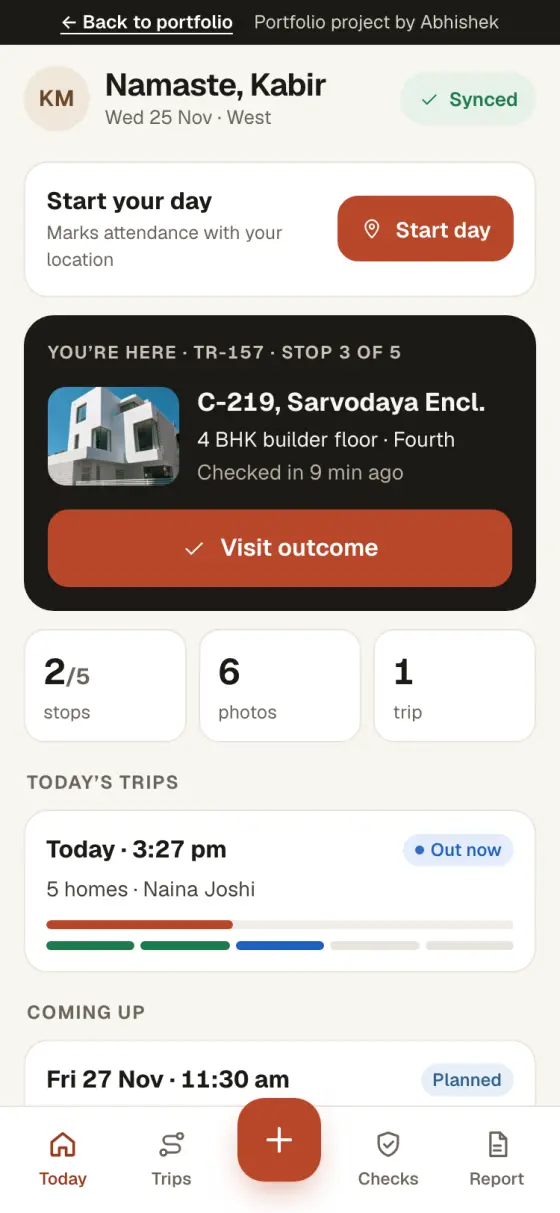 ← Back to portfolio Portfolio project by Abhishek
KM
Namaste, Kabir
Wed 25 Nov · West
Synced
Start your day
Marks attendance with your
location
Start day
YOU’RE HERE · TR-157 · STOP 3 OF 5
C-219, Sarvodaya Encl.
4 BHK builder floor · Fourth
Checked in 9 min ago
Visit outcome
2/5
stops
6
photos
1
trip
TODAY’S TRIPS
Today · 3:27 pm
Out now
5 homes · Naina Joshi
COMING UP
Fri 27 Nov · 11:30 am
Planned
Today
Trips
Checks
Report